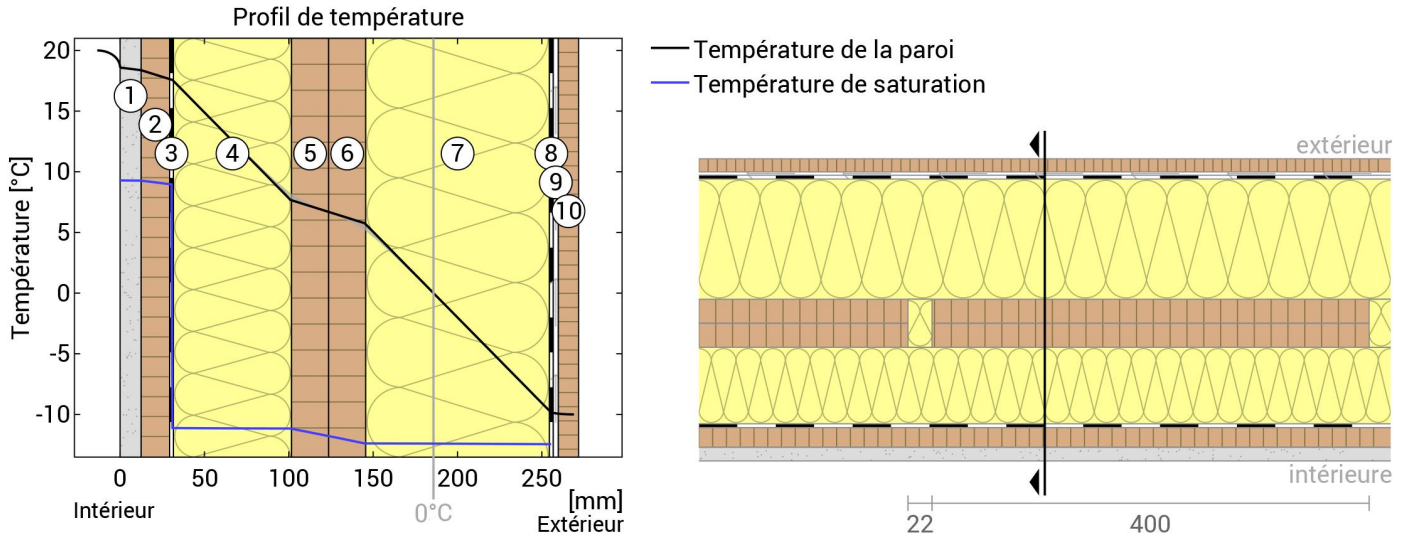 Profil de température
Température [°C]
20
15
10
5
0
-5
-10
1
2
3
4
5
6
7
8
9
10
0
50
100
150
200
250
[mm]
Intérieur
0°C
Extérieur
Température de la paroi
Température de saturation
extérieur
intérieure
22
400